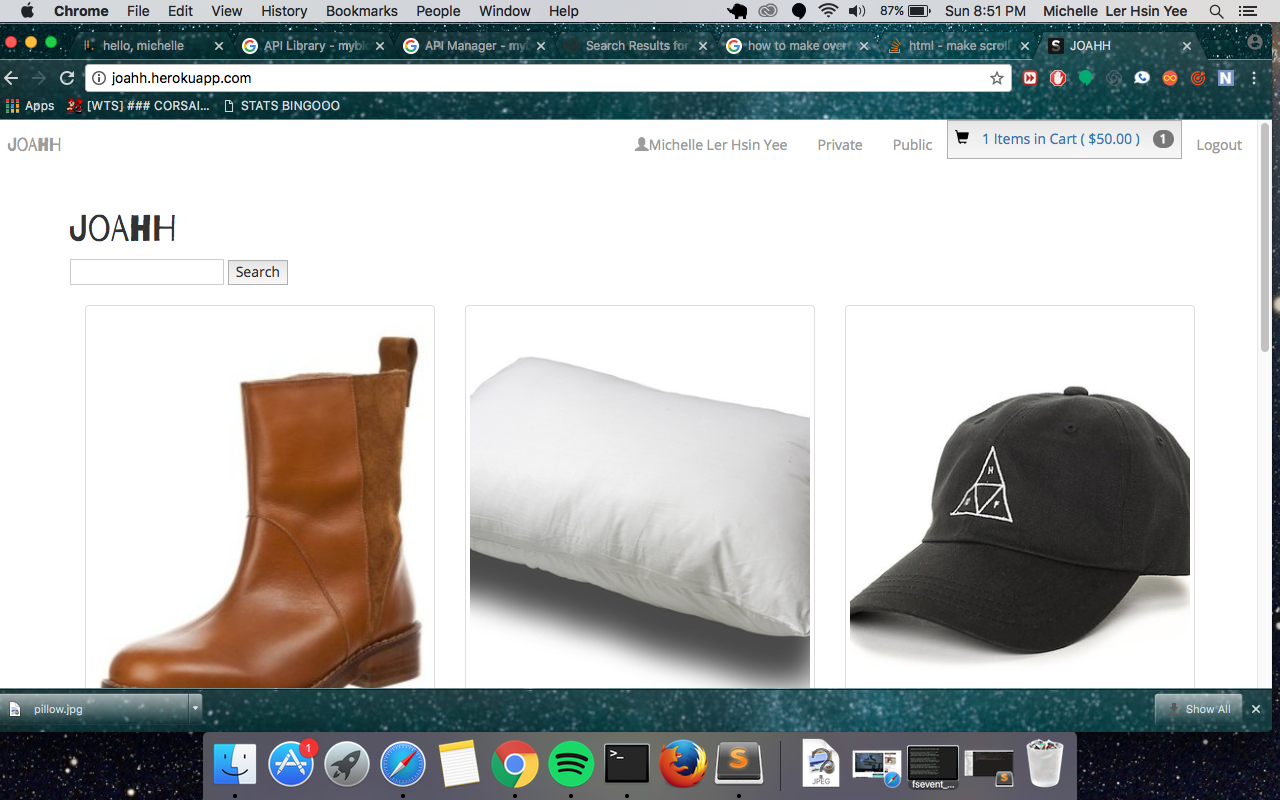 Chrome File Edit View History Bookmarks People Window Help 87% Sun 8:51 PM Michelle Ler Hsin Yee
hello, michelle API Library - myb API Manager - my Search Results for how to make over html - make scroll JOAHH
joahh.herokuapp.com
Apps [WTS] ### CORSAI... STATS BINGOOO
JOAHH Michelle Ler Hsin Yee Private Public 1 Items in Cart ( $50.00 ) 1 Logout
JOAHH
Search
H
U F
pillow.jpg Show All
1
JPEG
fsevent_...